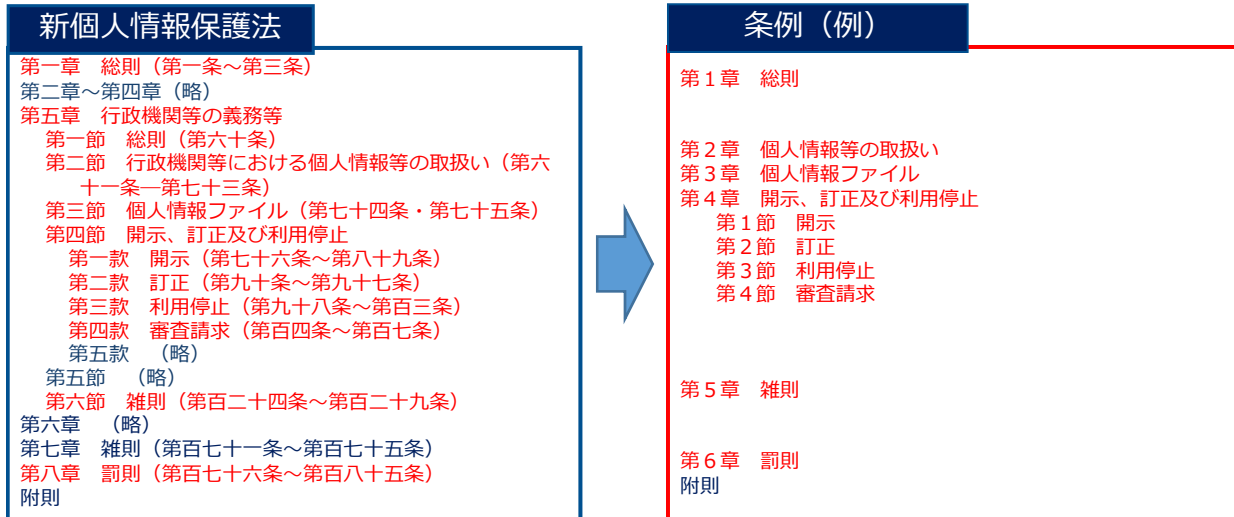 新個人情報保護法
第一章　総則（第一条～第三条）
第二章～第四章（略）
第五章　行政機関等の義務等
第一節　総則（第六十条）
第二節　行政機関等における個人情報等の取扱い（第六
十一条―第七十三条）
第三節　個人情報ファイル（第七十四条・第七十五条）
第四節　開示、訂正及び利用停止
第一款　開示（第七十六条～第八十九条）
第二款　訂正（第九十条～第九十七条）
第三款　利用停止（第九十八条～第百三条）
第四款　審査請求（第百四条～第百七条）
第五款　（略）
第五節　（略）
第六節　雑則（第百二十四条～第百二十九条）
第六章　（略）
第七章　雑則（第百七十一条～第百七十五条）
第八章　罰則（第百七十六条～第百八十五条）
附則
条例（例）
第１章　総則
第２章　個人情報等の取扱い
第３章　個人情報ファイル
第４章　開示、訂正及び利用停止
第１節　開示
第２節　訂正
第３節　利用停止
第４節　審査請求
第５章　雑則
第６章　罰則
附則